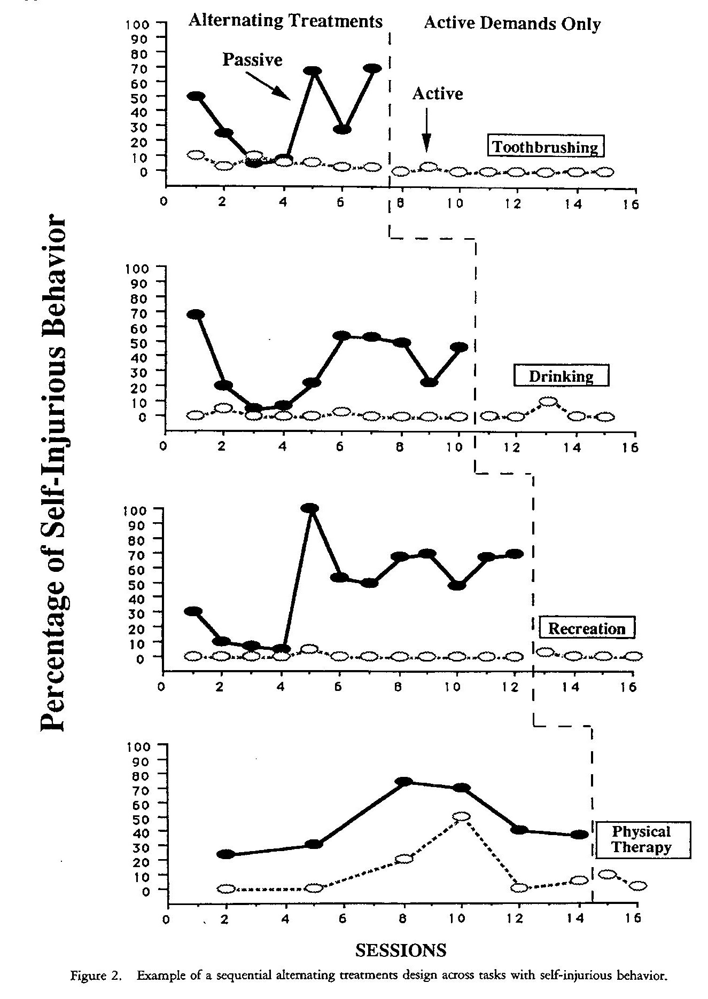 Alternating Treatments
Active Demands Only
100
90
80
70
60
50
40
30
20
10
0
Passive
Active
Toothbrushing
0 2 4 6 8 10 12 14 16
Percentage of Self-Injurious Behavior
100
90
80
70
60
50
40
30
20
10
0
Drinking
0 2 4 6 8 10 12 14 16
100
90
80
70
60
50
40
30
20
10
0
Recreation
0 2 4 6 8 10 12 14 16
100
90
80
70
60
50
40
30
20
10
0
Physical
Therapy
0 2 4 6 8 10 12 14 16
SESSIONS
Figure 2. Example of a sequential alternating treatments design across tasks with self-injurious behavior.